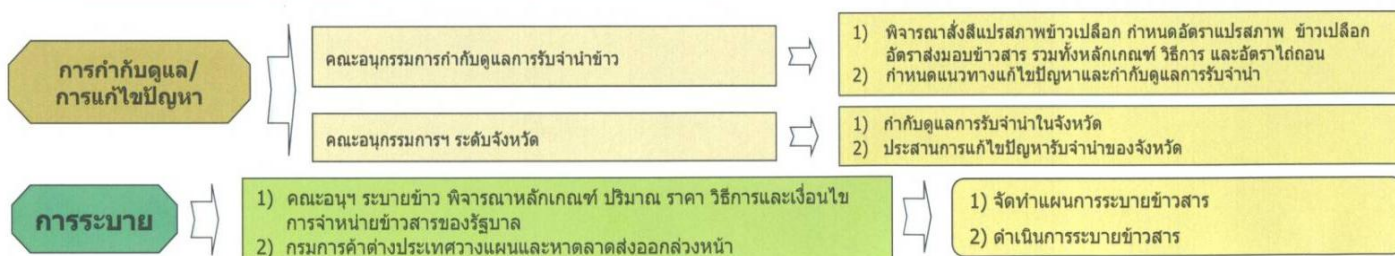 การกำกับดูแล/
การแก้ไขปัญหา
คณะอนุกรรมการกำกับดูแลการรับจำนำข้าว
1) พิจารณาสั่งสีแปรสภาพข้าวเปลือก กำหนดอัตราแปรสภาพ ข้าวเปลือก
อัตราส่งมอบข้าวสาร รวมทั้งหลักเกณฑ์ วิธีการ และอัตราไถ่ถอน
2) กำหนดแนวทางแก้ไขปัญหาและกำกับดูแลการรับจำนำ
คณะอนุกรรมการฯ ระดับจังหวัด
1) กำกับดูแลการรับจำนำในจังหวัด
2) ประสานการแก้ไขปัญหารับจำนำของจังหวัด
การระบาย
1) คณะอนุฯ ระบายข้าว พิจารณาหลักเกณฑ์ ปริมาณ ราคา วิธีการและเงื่อนไข
การจำหน่ายข้าวสารของรัฐบาล
2) กรมการค้าต่างประเทศวางแผนและหาตลาดส่งออกล่วงหน้า
1) จัดทำแผนการระบายข้าวสาร
2) ดำเนินการระบายข้าวสาร